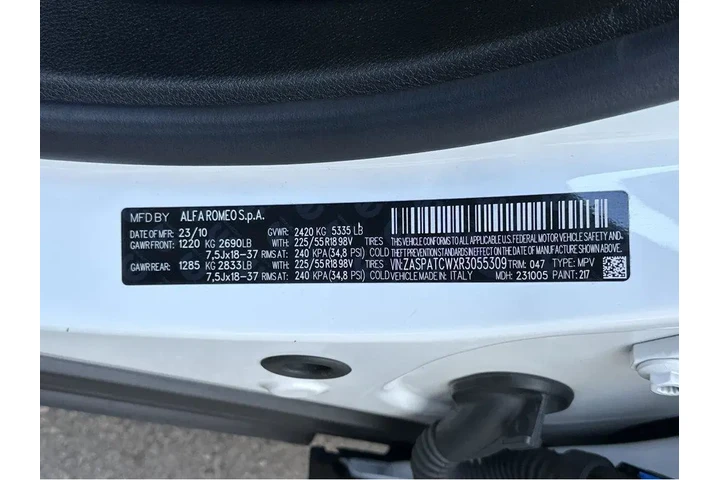 MFD BY ALFA ROMEO S.p.A.
DATE OF MFR: 23/10 GVWR: 2420 KG 5335 LB
GAWR FRONT: 1220 KG 2690LB WITH 225/55R18 98V TIRES
7,5Jx18-37 RIMS AT: 240 KPA(34,8 PSI) COLD
GAWR REAR: 1285 KG 2833LB WITH 225/55R18 98V TIRES
7,5Jx18-37 RIMS AT: 240 KPA(34,8 PSI) COLD
THIS VEHICLE CONFORMS TO ALL
APPLICABLE U.S. FEDERAL MOTOR VEHICLE SAFETY AND
THEFT PREVENTION STANDARDS IN EFFECT ON THE
DATE OF MANUFACTURE SHOWN ABOVE.
VIN:ZASPATCWXR3055309 TRIM: 047 TYPE: MPV
VEHICLE MADE IN: ITALY MDH: 231005 PAINT: 217